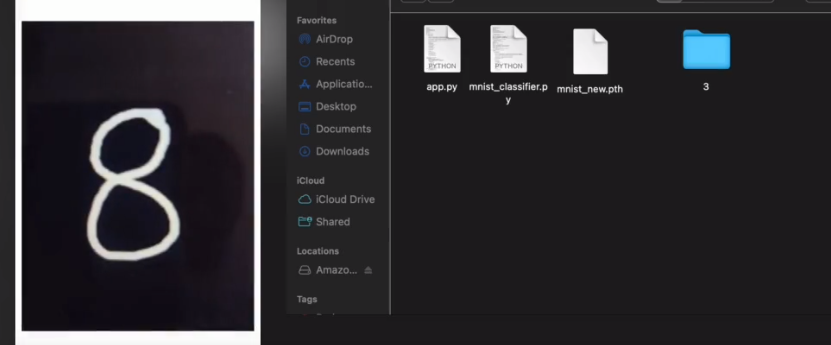 8
Favorites
AirDrop
Recents
Applicatio...
Desktop
Documents
Downloads
iCloud
iCloud Drive
Shared
Locations
Amazo...
Tags
PYTHON
app.py
PYTHON
mnist_classifier.p
y
mnist_new.pth
3